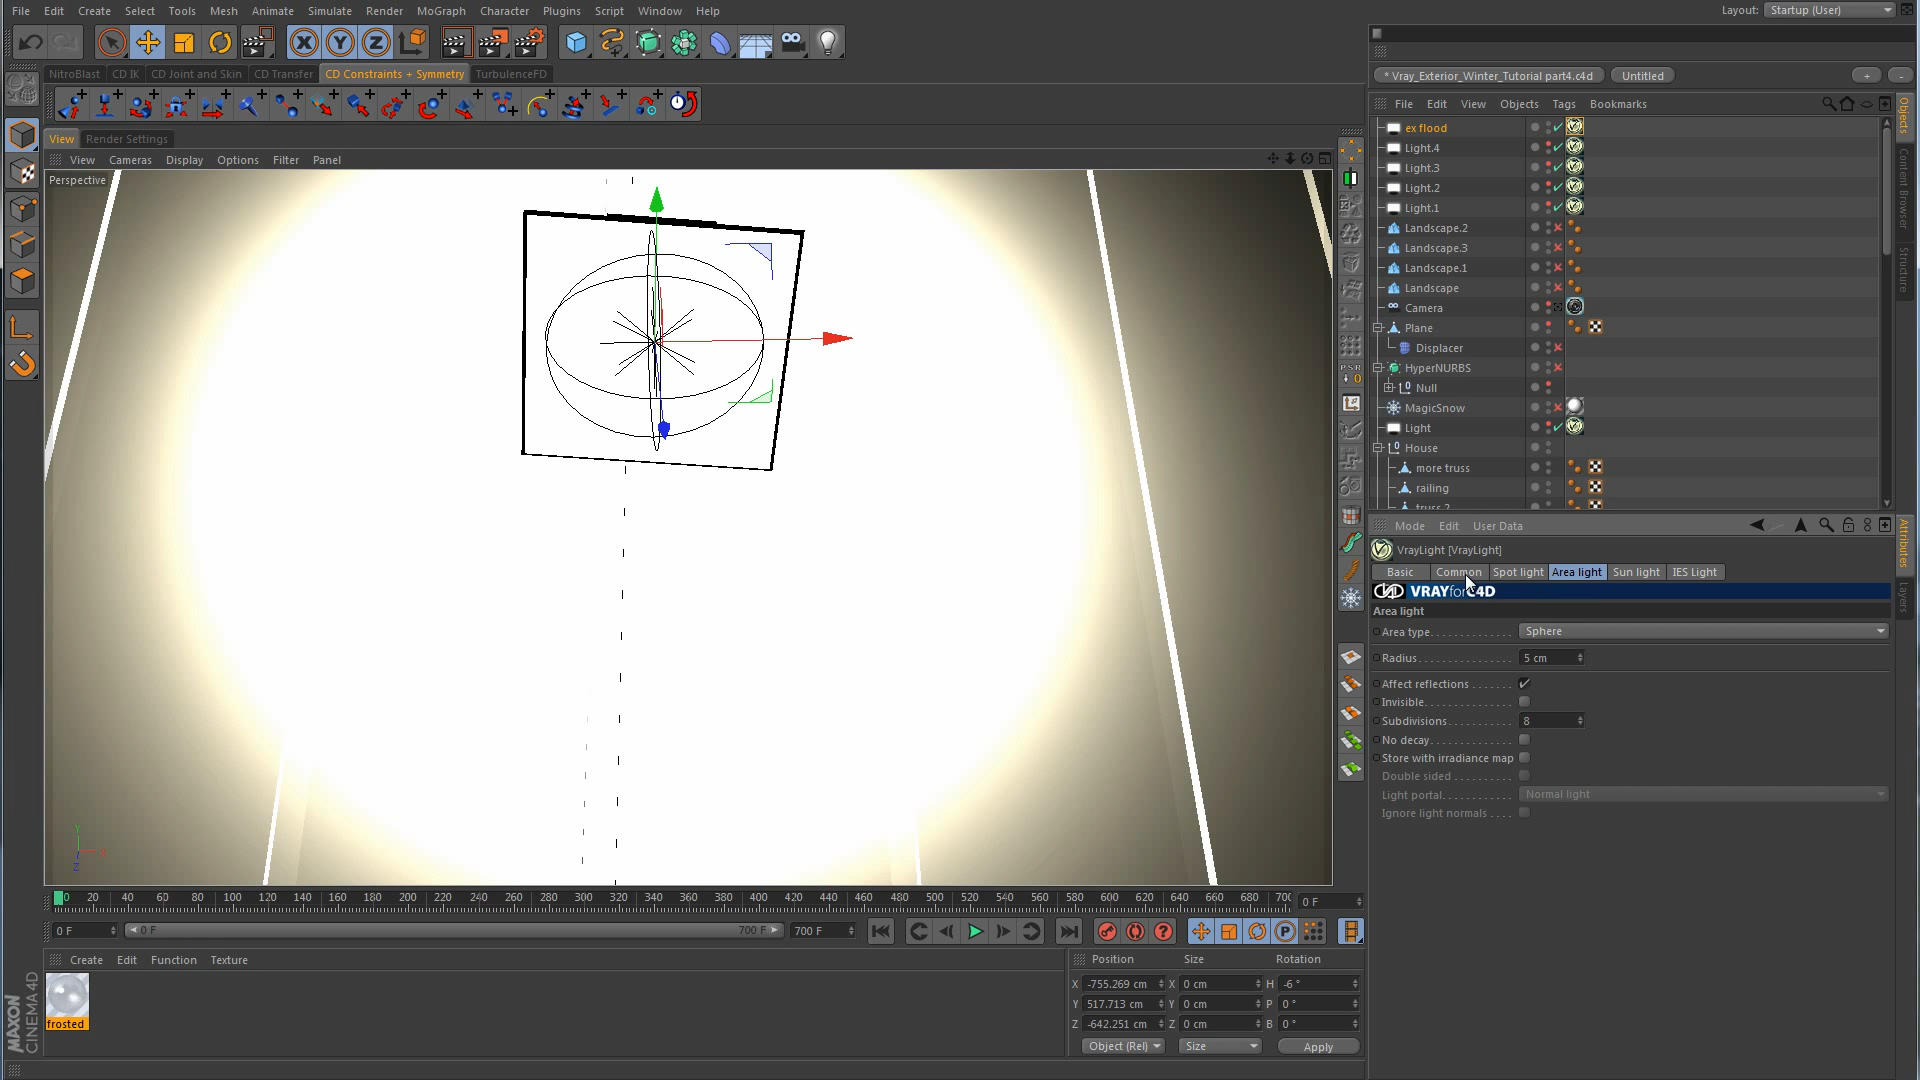 File Edit Create Select Tools Mesh Animate Simulate Render MoGraph Character Plugins Script Window Help
Layout: Startup (User)
NitroBlast CD IK CD Joint and Skin CD Transfer CD Constraints + Symmetry TurbulenceFD
* Vray_Exterior_Winter_Tutorial part4.c4d Untitled + -
File Edit View Objects Tags Bookmarks
View Render Settings
View Cameras Display Options Filter Panel
Perspective
ex flood
Light.4
Light.3
Light.2
Light.1
Landscape.2
Landscape.3
Landscape.1
Landscape
Camera
Plane
Displacer
HyperNURBS
Null
MagicSnow
Light
House
more truss
railing
truss 2
Objects
Content Browser
Structure
PSR
Mode Edit User Data
VrayLight [VrayLight]
Basic Common Spot light Area light Sun light IES Light
VRAYforC4D
Area light
Area type Sphere
Radius 5 cm
Affect reflections
Invisible
Subdivisions 8
No decay
Store with irradiance map
Double sided
Light portal Normal light
Ignore light normals
Attributes
Layers
Y
X
Z
0 20 40 60 80 100 120 140 160 180 200 220 240 260 280 300 320 340 360 380 400 420 440 460 480 500 520 540 560 580 600 620 640 660 680 70 0 F
0 F 0 F 700 F 700 F
Create Edit Function Texture
frosted
MAXON
CINEMA 4D
Position Size Rotation
X -755.269 cm X 0 cm H -6 °
Y 517.713 cm Y 0 cm P 0 °
Z -642.251 cm Z 0 cm B 0 °
Object (Rel) Size Apply